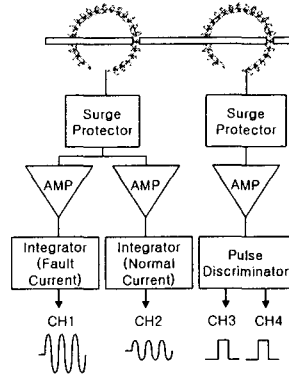 Surge Protector
Surge Protector
AMP
AMP
AMP
Integrator (Fault Current)
Integrator (Normal Current)
Pulse Discriminator
CH1
CH2
CH3
CH4